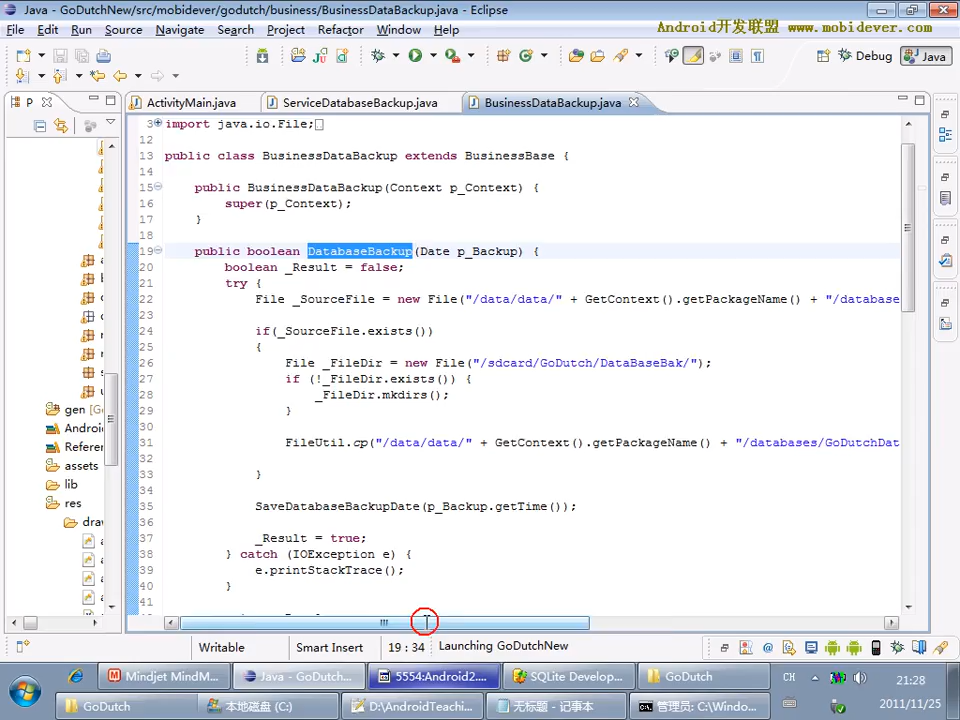 Java - GoDutchNew/src/mobidever/godutch/business/BusinessDataBackup.java - Eclipse
File Edit Source Navigate Search Project Refactor Run Window Help
Android开发联盟 www.mobidever.com
Debug Java
P ActivityMain.java ServiceDatabaseBackup.java BusinessDataBackup.java
3 import java.io.File;
12
13 public class BusinessDataBackup extends BusinessBase {
14
15 public BusinessDataBackup(Context p_Context) {
16 super(p_Context);
17 }
18
19 public boolean DatabaseBackup(Date p_Backup) {
20 boolean _Result = false;
21 try {
22 File _SourceFile = new File("/data/data/" + GetContext().getPackageName() + "/database
23
24 if(_SourceFile.exists())
25 {
26 File _FileDir = new File("/sdcard/GoDutch/DataBaseBak/");
27 if (!_FileDir.exists()) {
28 _FileDir.mkdirs();
29 }
30
31 FileUtil.cp("/data/data/" + GetContext().getPackageName() + "/databases/GoDutchDat
32
33 }
34
35 SaveDatabaseBackupDate(p_Backup.getTime());
36
37 _Result = true;
38 } catch (IOException e) {
39 e.printStackTrace();
40 }
41
gen [Go
Androi
Refere
assets
lib
res
drav
Writable Smart Insert 19 : 34 Launching GoDutchNew
Mindjet MindM... Java - GoDutch... 5554:Android2.... SQLite Develop... GoDutch CH 21:28
GoDutch 本地磁盘 (C:) D:\AndroidTeachi... 无标题 - 记事本 管理员: C:\Windo... 2011/11/25